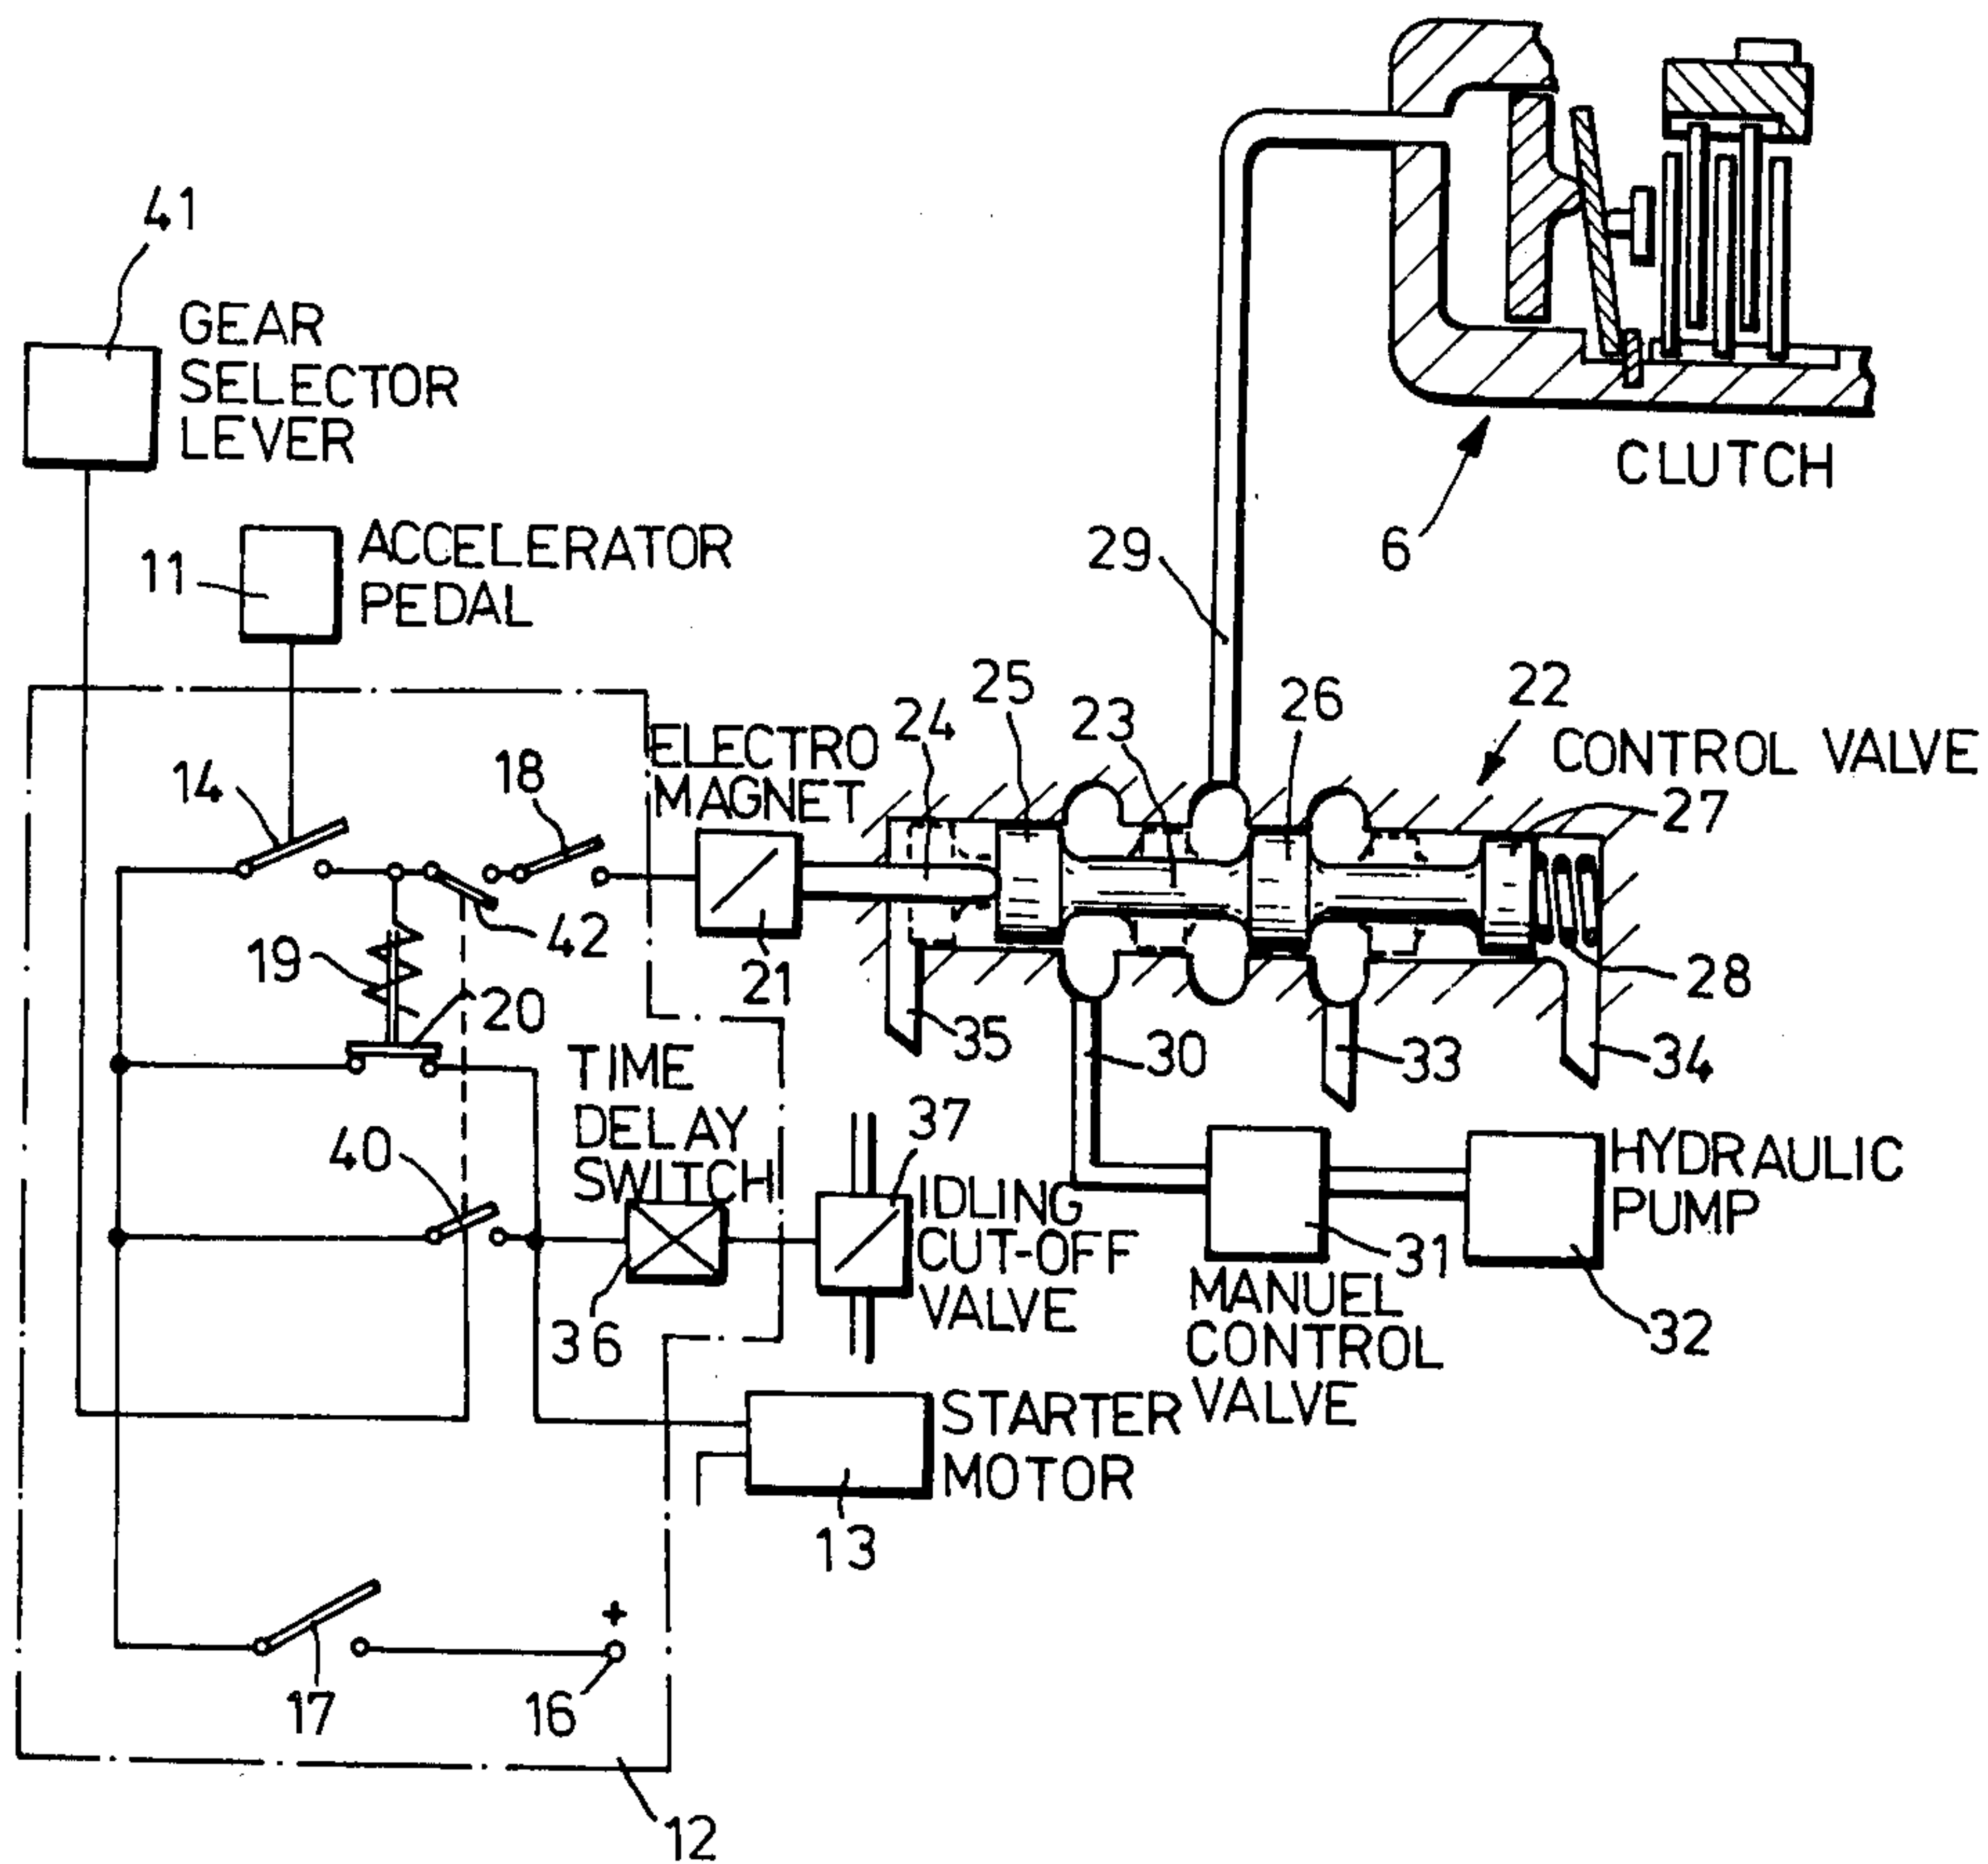 41
GEAR
SELECTOR
LEVER
CLUTCH
6
29
11
ACCELERATOR
PEDAL
25
24
23
26
22
CONTROL VALVE
27
ELECTRO
MAGNET
18
14
42
19
20
21
28
35
30
33
34
TIME
DELAY
SWITCH
40
37
IDLING
CUT-OFF
VALVE
HYDRAULIC
PUMP
31
MANUEL
CONTROL
VALVE
32
36
STARTER
MOTOR
13
+
17
16
12